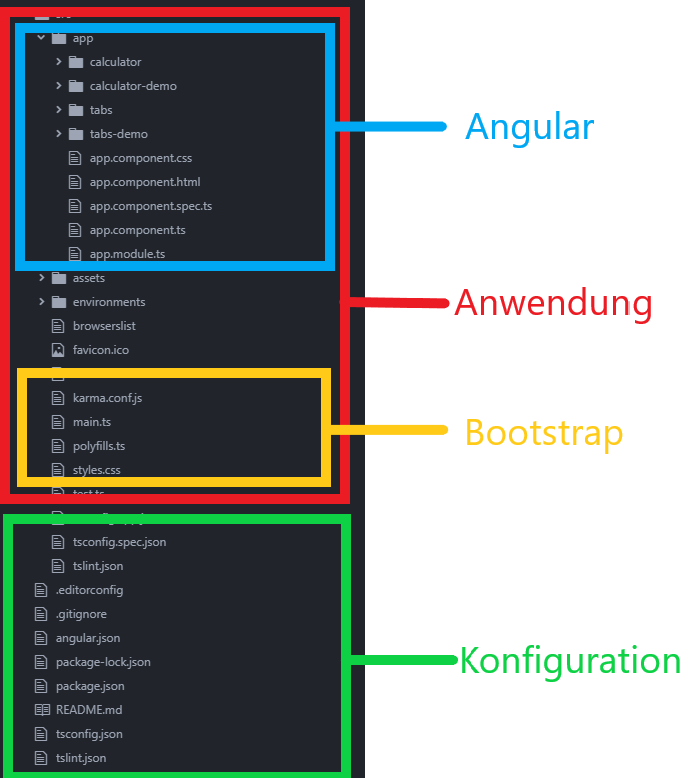 app
calculator
calculator-demo
tabs
tabs-demo
Angular
app.component.css
app.component.html
app.component.spec.ts
app.component.ts
app.module.ts
assets
environments
Anwendung
browserslist
favicon.ico
karma.conf.js
main.ts
Bootstrap
polyfills.ts
styles.css
test.ts
tsconfig.spec.json
tslint.json
.editorconfig
.gitignore
angular.json
package-lock.json
Konfiguration
package.json
README.md
tsconfig.json
tslint.json